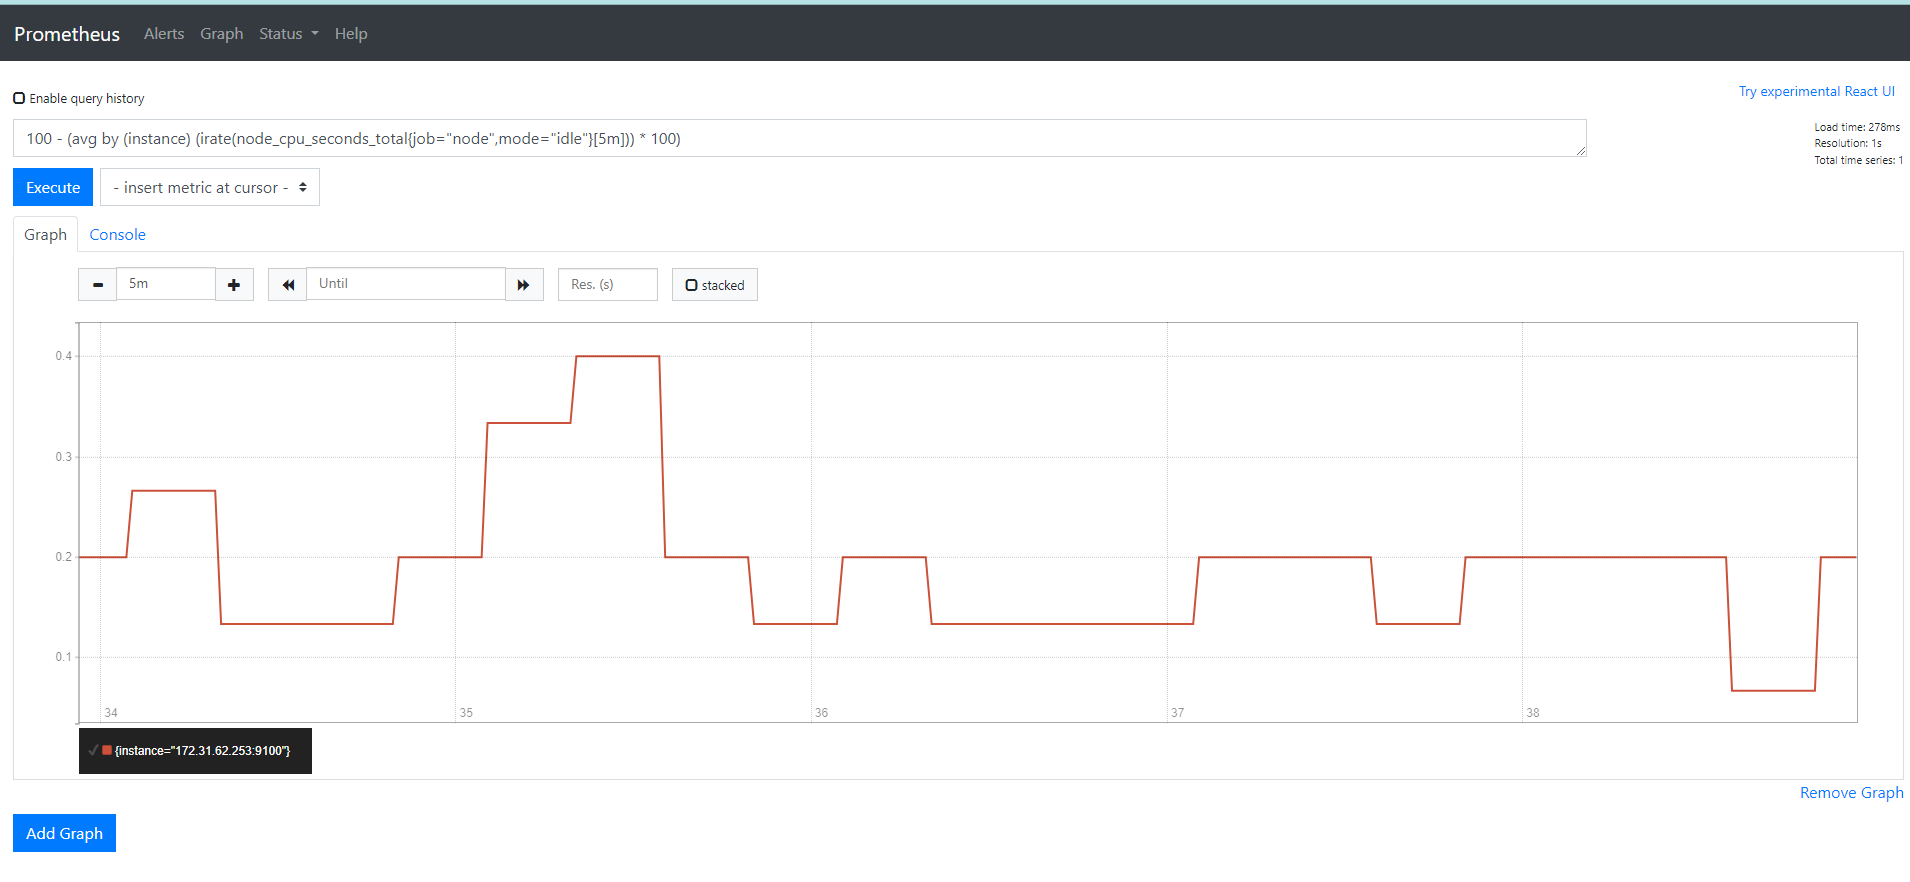 Prometheus Alerts Graph Status Help
Enable query history
Try experimental React UI
100 - (avg by (instance) (irate(node_cpu_seconds_total{job="node",mode="idle"}[5m])) * 100)
Load time: 278ms
Resolution: 1s
Total time series: 1
Execute - insert metric at cursor -
Graph Console
5m Until Res. (s) stacked
0.4
0.3
0.2
0.1
34 35 36 37 38
{instance="172.31.62.253:9100"}
Remove Graph
Add Graph